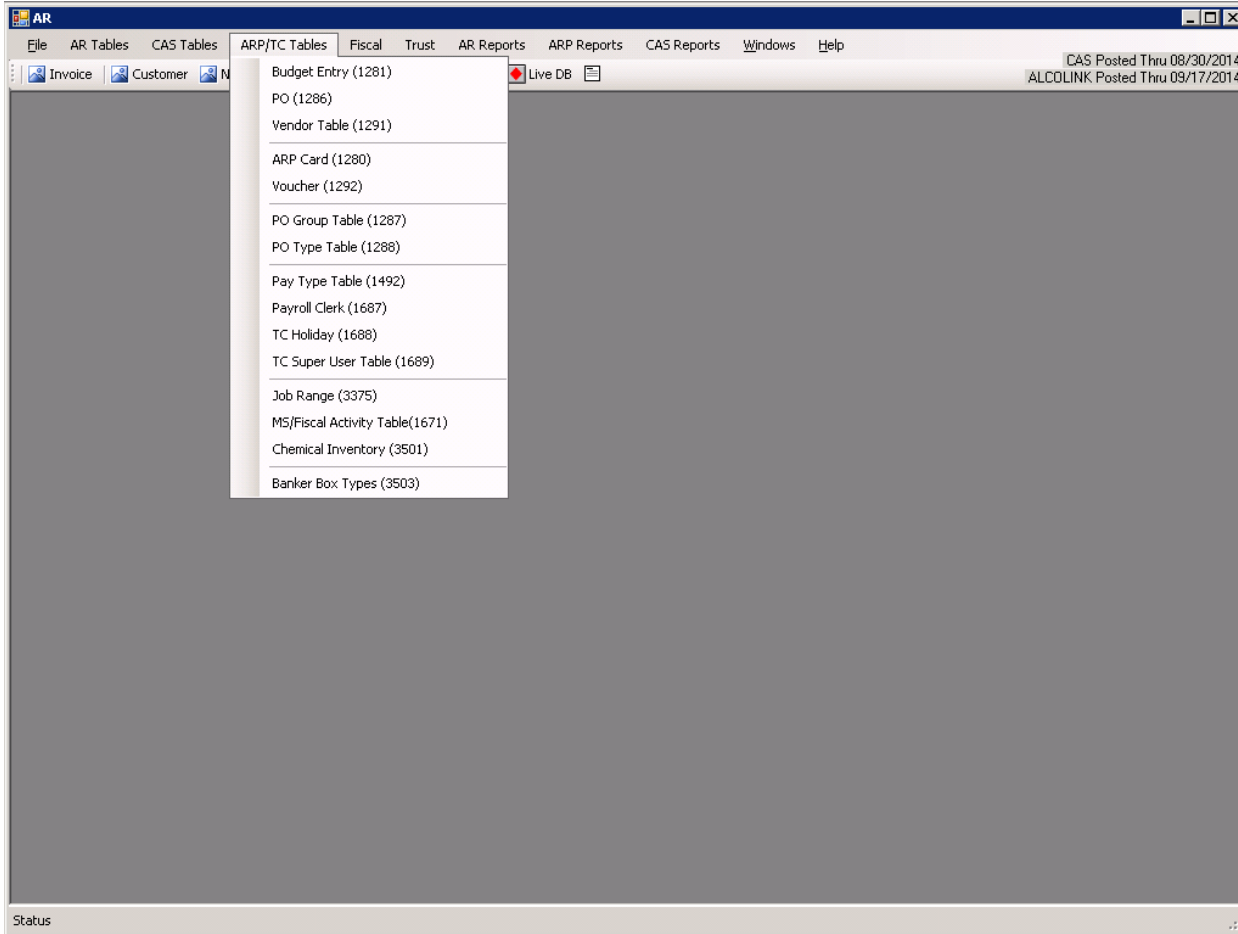 AR
File AR Tables CAS Tables ARP/TC Tables Fiscal Trust AR Reports ARP Reports CAS Reports Windows Help
CAS Posted Thru 08/30/2014
Invoice Customer Live DB
ALCOLINK Posted Thru 09/17/2014
Budget Entry (1281)
PO (1286)
Vendor Table (1291)
ARP Card (1280)
Voucher (1292)
PO Group Table (1287)
PO Type Table (1288)
Pay Type Table (1492)
Payroll Clerk (1687)
TC Holiday (1688)
TC Super User Table (1689)
Job Range (3375)
MS/Fiscal Activity Table(1671)
Chemical Inventory (3501)
Banker Box Types (3503)
Status